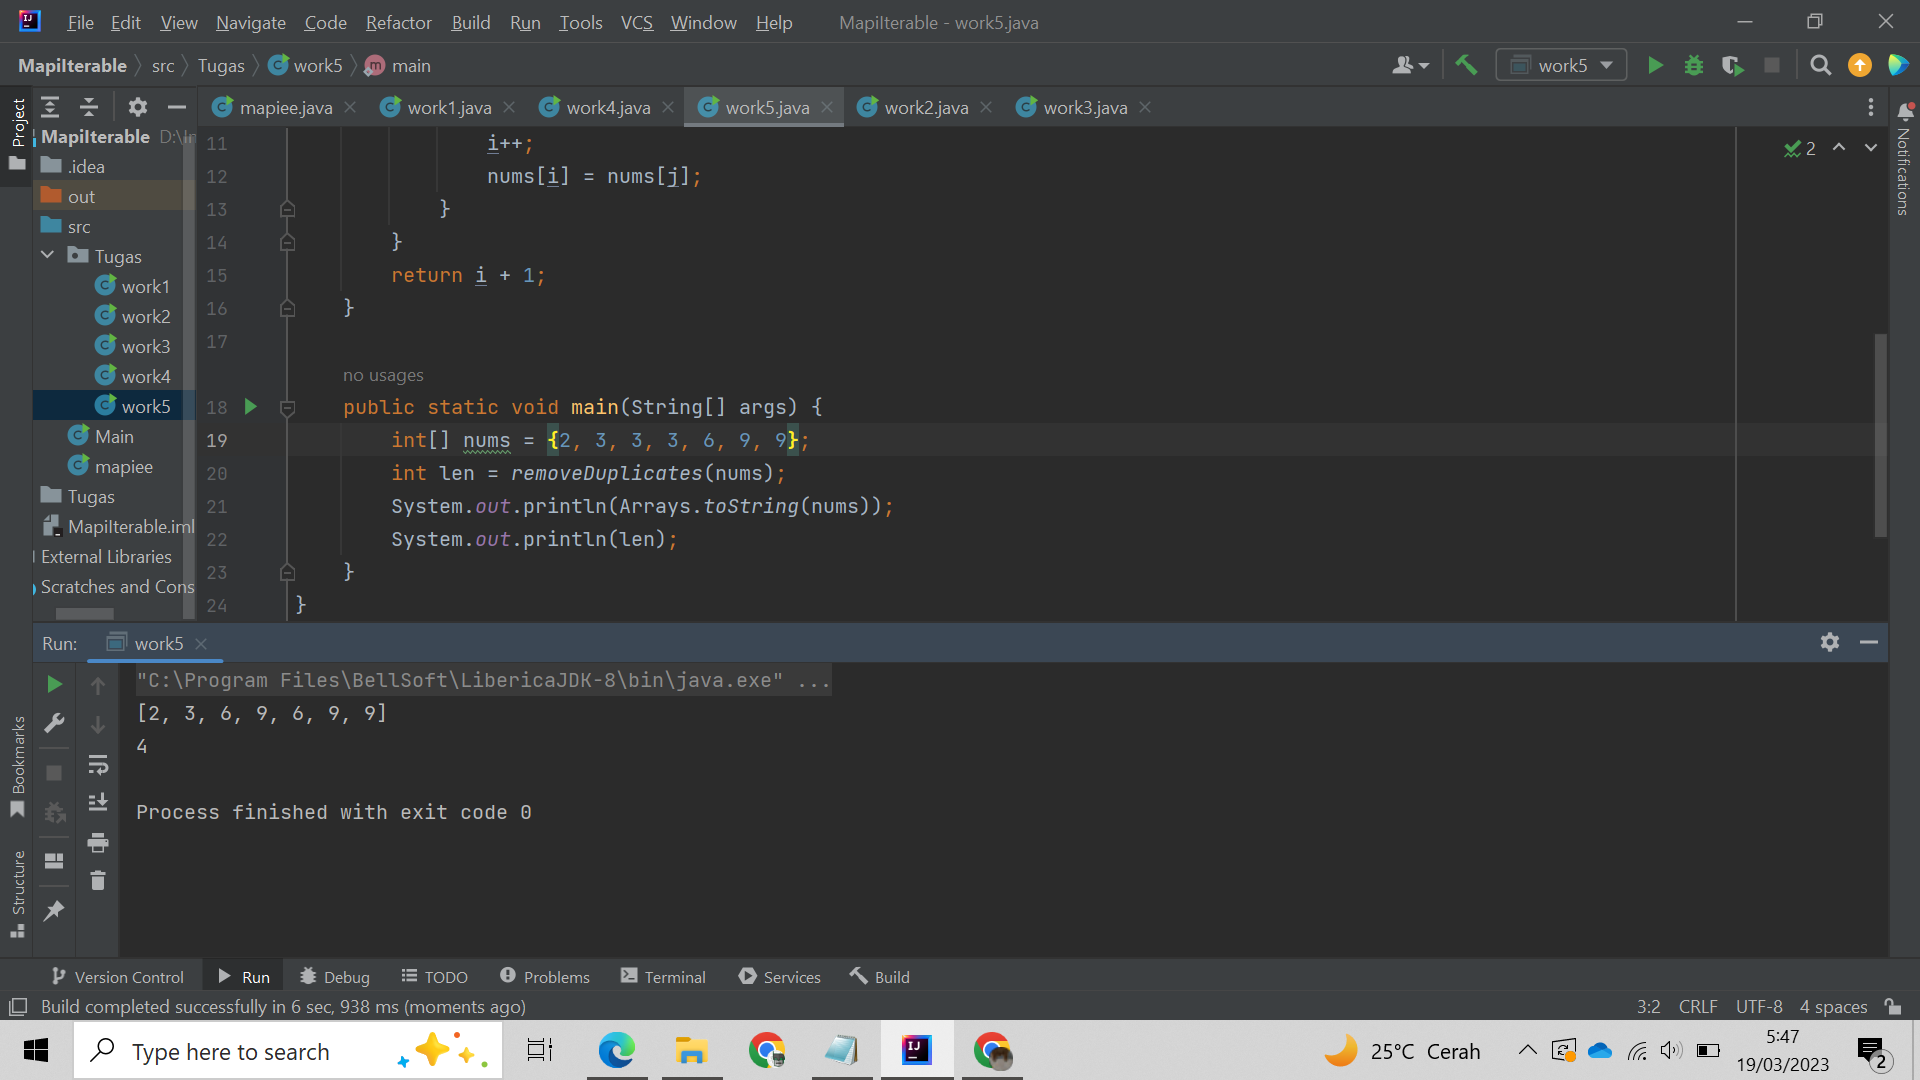 File Edit View Navigate Code Refactor Build Run Tools VCS Window Help MapiIterable - work5.java
MapiIterable src Tugas work5 main work5
mapiee.java work1.java work4.java work5.java work2.java work3.java
Project
MapiIterable
.idea
out
src
Tugas
work1
work2
work3
work4
work5
Main
mapiee
Tugas
MapiIterable.iml
External Libraries
Scratches and Cons
11 i++;
12 nums[i] = nums[j];
13 }
14 }
15 return i + 1;
16 }
17
no usages
18 public static void main(String[] args) {
19 int[] nums = {2, 3, 3, 3, 6, 9, 9};
20 int len = removeDuplicates(nums);
21 System.out.println(Arrays.toString(nums));
22 System.out.println(len);
23 }
24 }
2
Notifications
Run: work5
"C:\Program Files\BellSoft\LibericaJDK-8\bin\java.exe" ...
[2, 3, 6, 9, 6, 9, 9]
4
Process finished with exit code 0
Bookmarks
Structure
Version Control Run Debug TODO Problems Terminal Services Build
Build completed successfully in 6 sec, 938 ms (moments ago) 3:2 CRLF UTF-8 4 spaces
Type here to search 25°C Cerah 5:47
19/03/2023 2